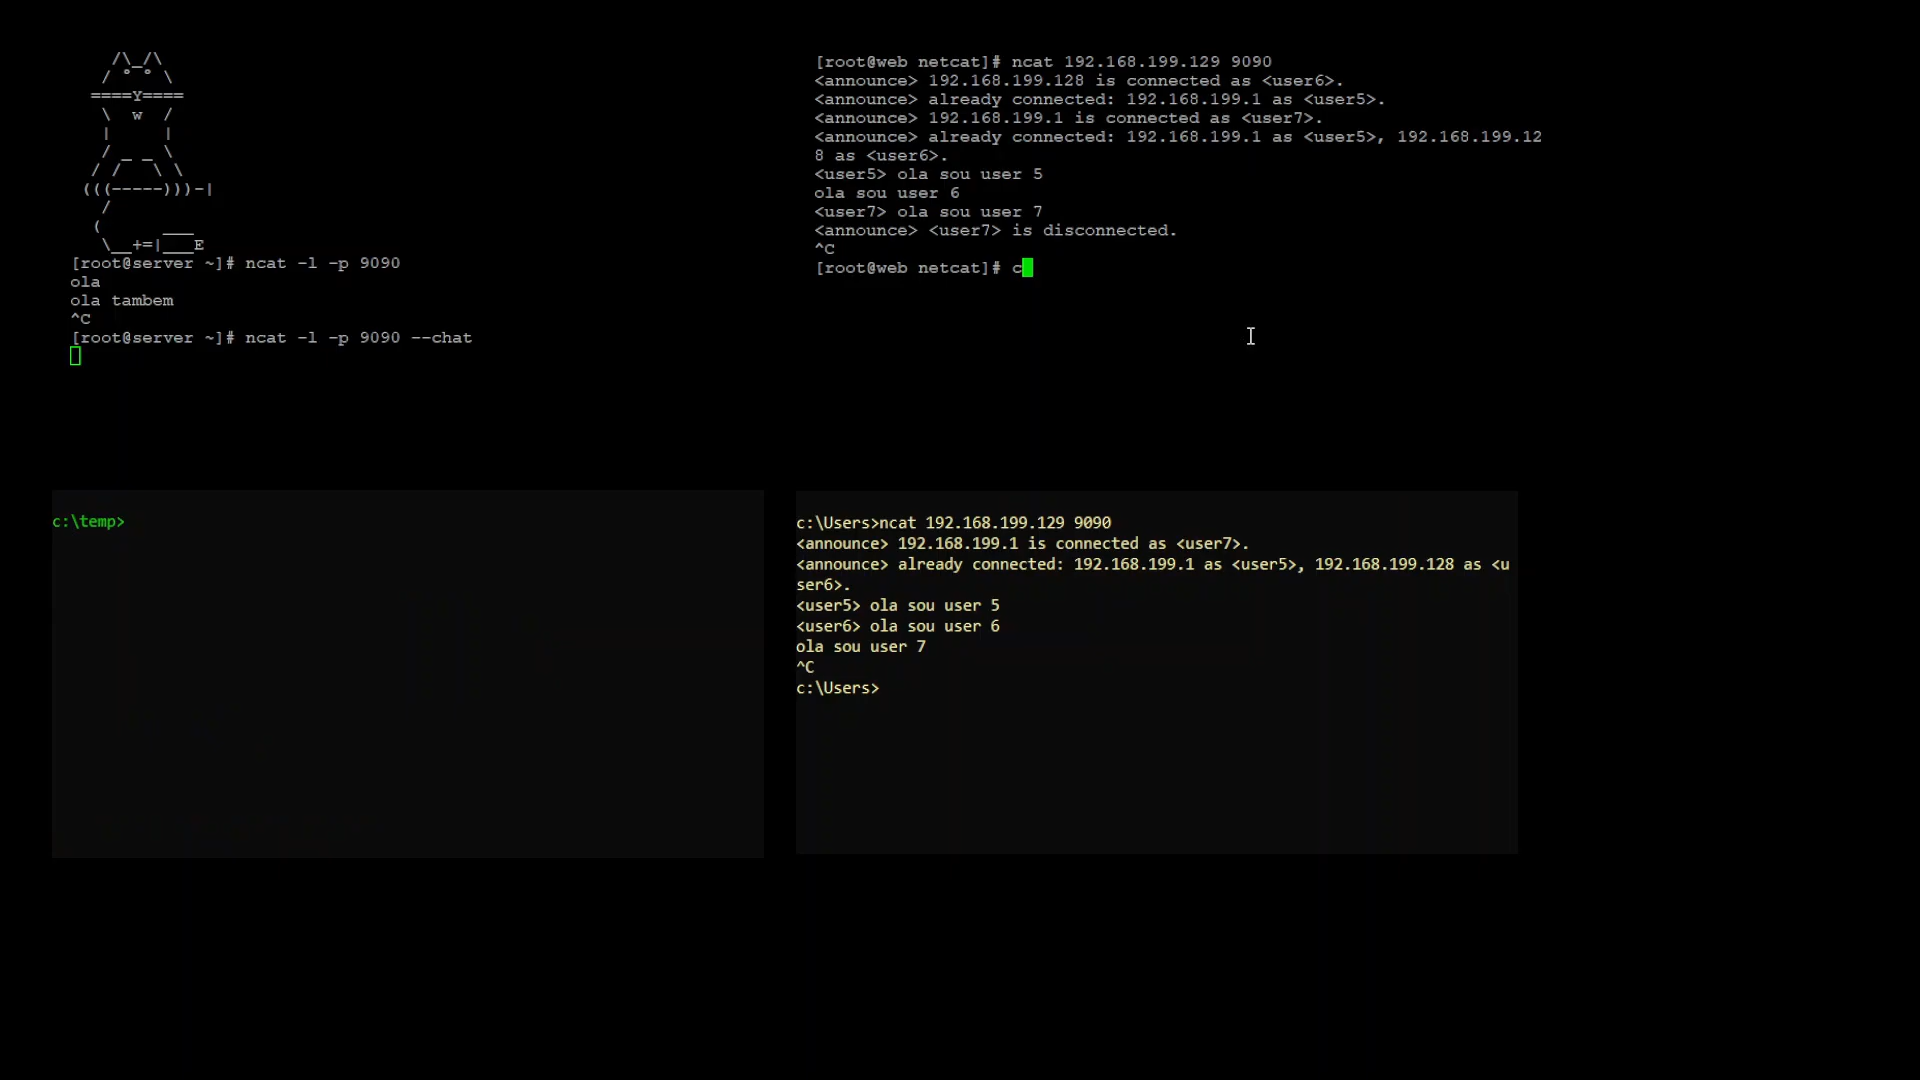 /\_/\
   / ° ° \
  ====Y====
   \  w  /
   |     |
   / _ _ \
  / /   \ \
 (((-----)))-|
   /
  (      ___
   \__+=|___E
[root@server ~]# ncat -l -p 9090
ola
ola tambem
^C
[root@server ~]# ncat -l -p 9090 --chat
[root@web netcat]# ncat 192.168.199.129 9090
<announce> 192.168.199.128 is connected as <user6>.
<announce> already connected: 192.168.199.1 as <user5>.
<announce> 192.168.199.1 is connected as <user7>.
<announce> already connected: 192.168.199.1 as <user5>, 192.168.199.12
8 as <user6>.
<user5> ola sou user 5
ola sou user 6
<user7> ola sou user 7
<announce> <user7> is disconnected.
^C
[root@web netcat]# c
c:\temp>
c:\Users>ncat 192.168.199.129 9090
<announce> 192.168.199.1 is connected as <user7>.
<announce> already connected: 192.168.199.1 as <user5>, 192.168.199.128 as <u
ser6>.
<user5> ola sou user 5
<user6> ola sou user 6
ola sou user 7
^C
c:\Users>